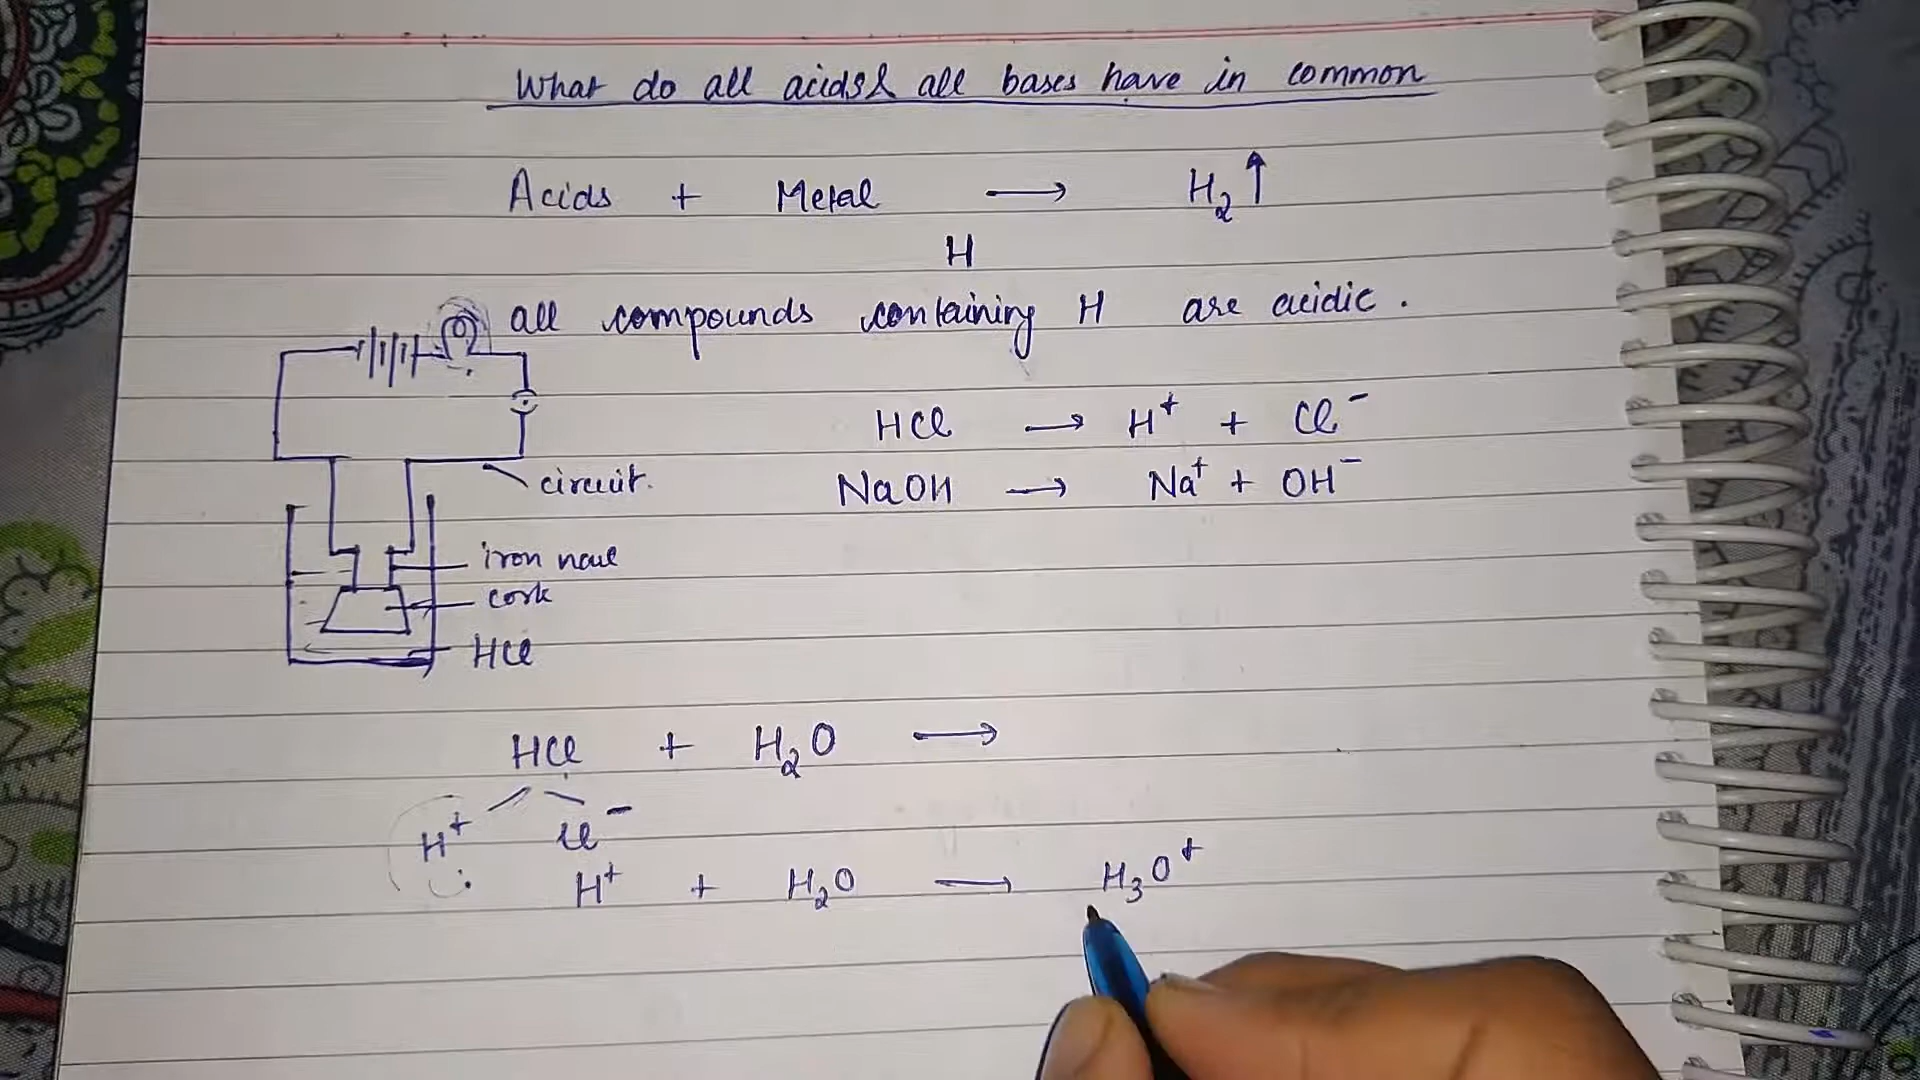 What do all acids & all bases have in common
Acids + Metal ⟶ H₂↑
H
all compounds containing H are acidic.
HCl ⟶ H⁺ + Cl⁻
circuit.
NaOH ⟶ Na⁺ + OH⁻
iron nail
cork
HCl
HCl + H₂O ⟶
H⁺ Cl⁻
H⁺ + H₂O ⟶ H₃O⁺